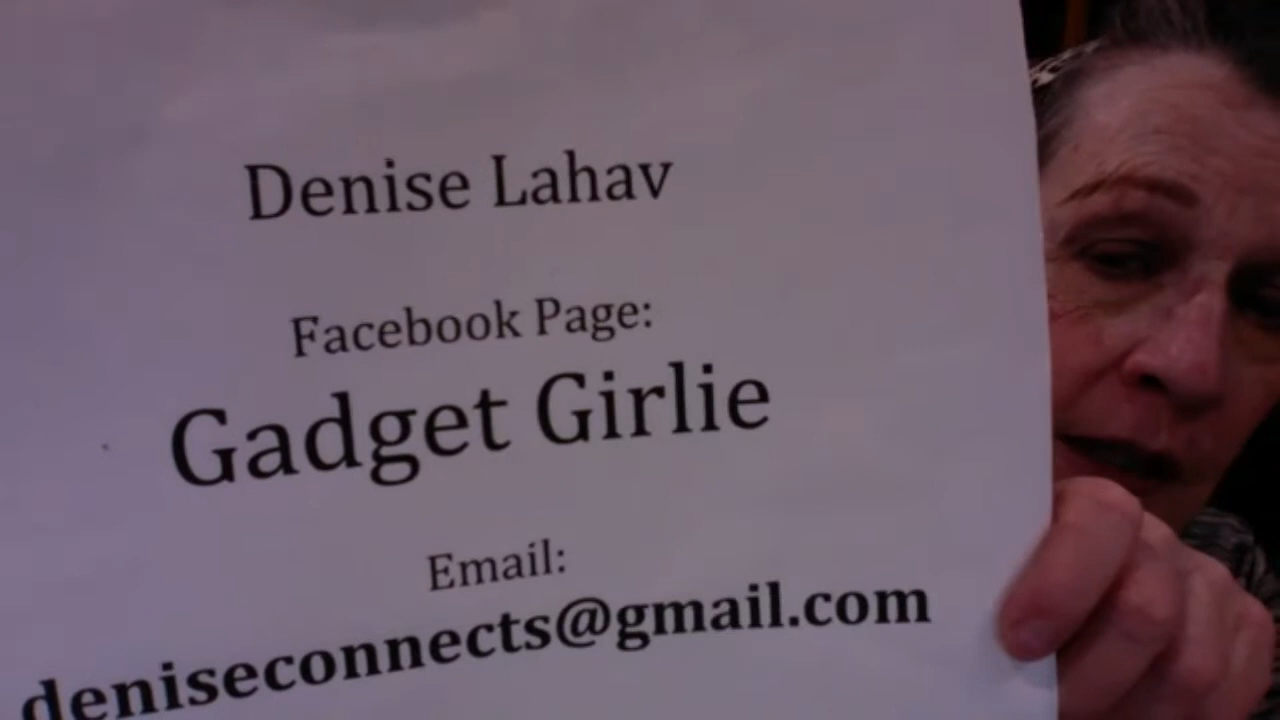 Denise Lahav
Facebook Page:
Gadget Girlie
Email:
deniseconnects@gmail.com